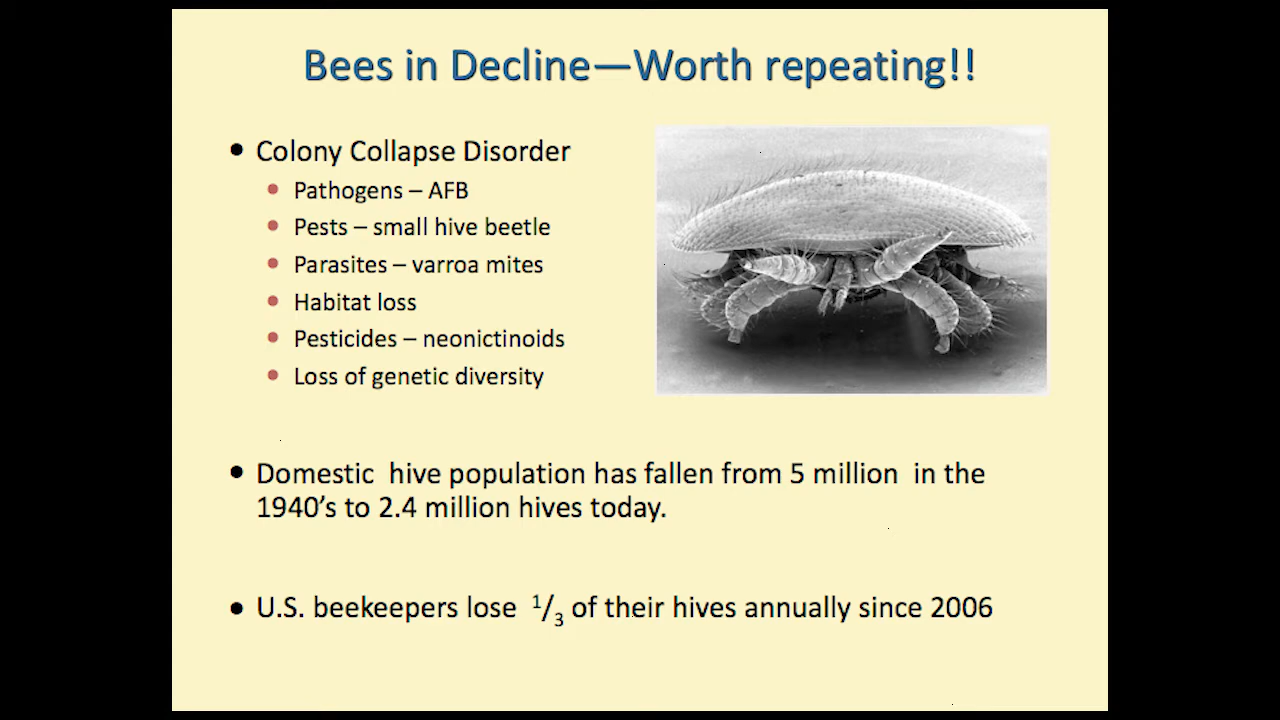 Bees in Decline—Worth repeating!!
• Colony Collapse Disorder
• Pathogens – AFB
• Pests – small hive beetle
• Parasites – varroa mites
• Habitat loss
• Pesticides – neonictinoids
• Loss of genetic diversity
• Domestic hive population has fallen from 5 million in the
1940’s to 2.4 million hives today.
• U.S. beekeepers lose 1/3 of their hives annually since 2006